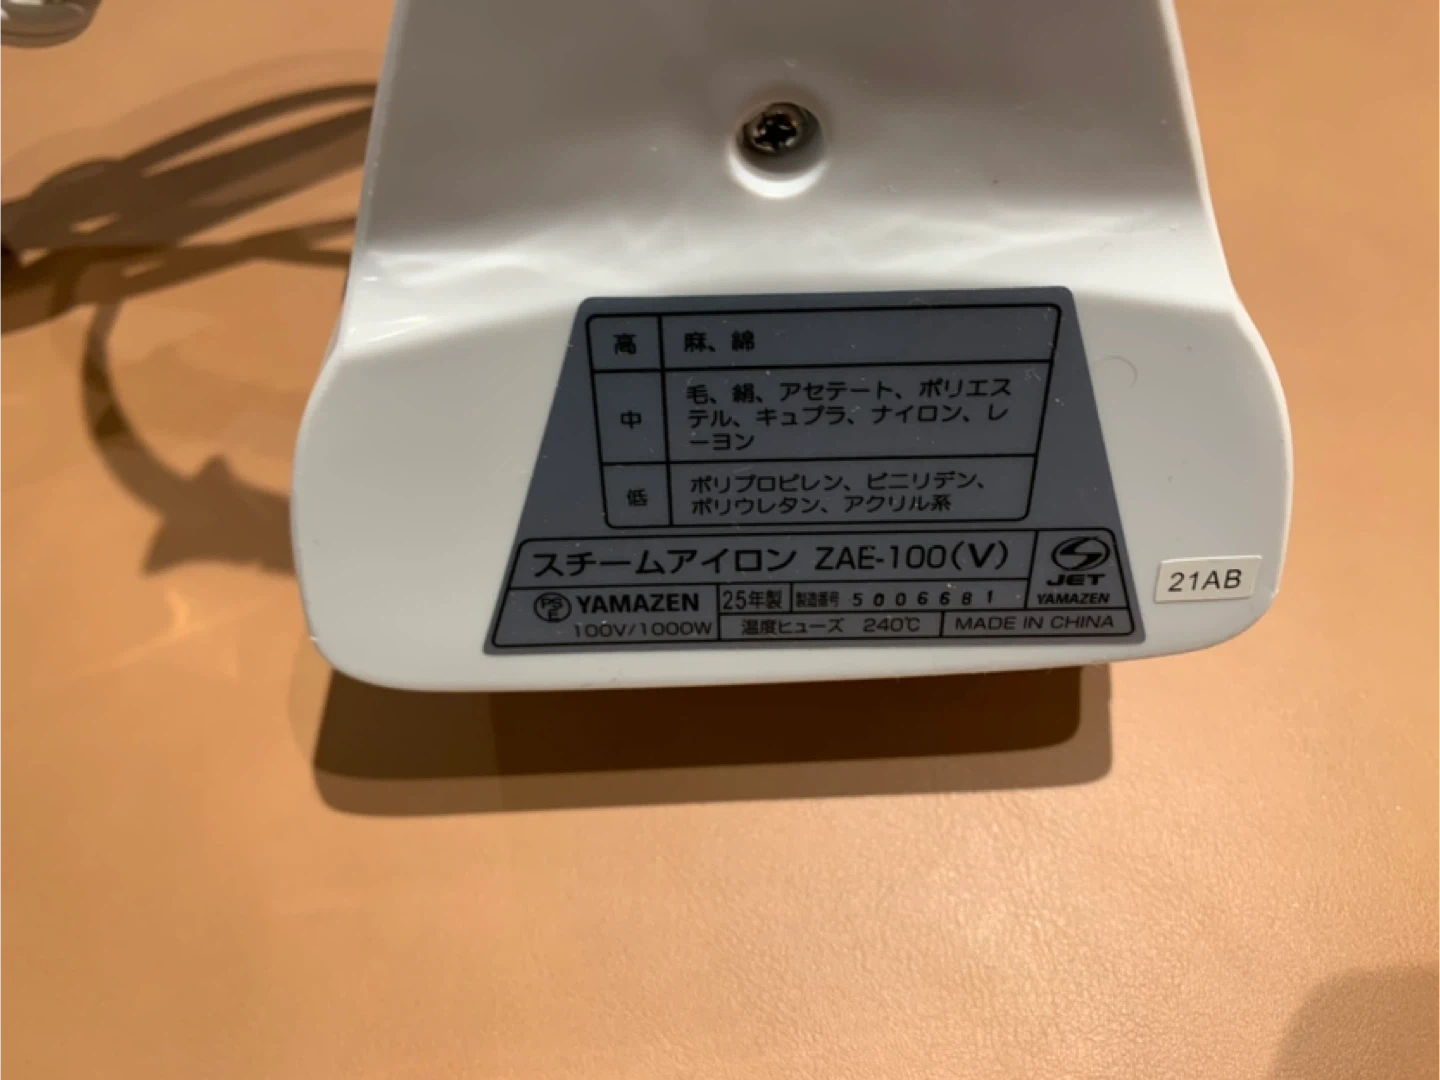 高 麻、綿
中 毛、絹、アセテート、ポリエス
テル、キュプラ、ナイロン、レ
ーヨン
低 ポリプロピレン、ビニリデン、
ポリウレタン、アクリル系
スチームアイロン ZAE-100(V)
PS E YAMAZEN 25年製 製造番号 5006681
100V/1000W 温度ヒューズ 240℃ MADE IN CHINA
JET
YAMAZEN
21AB